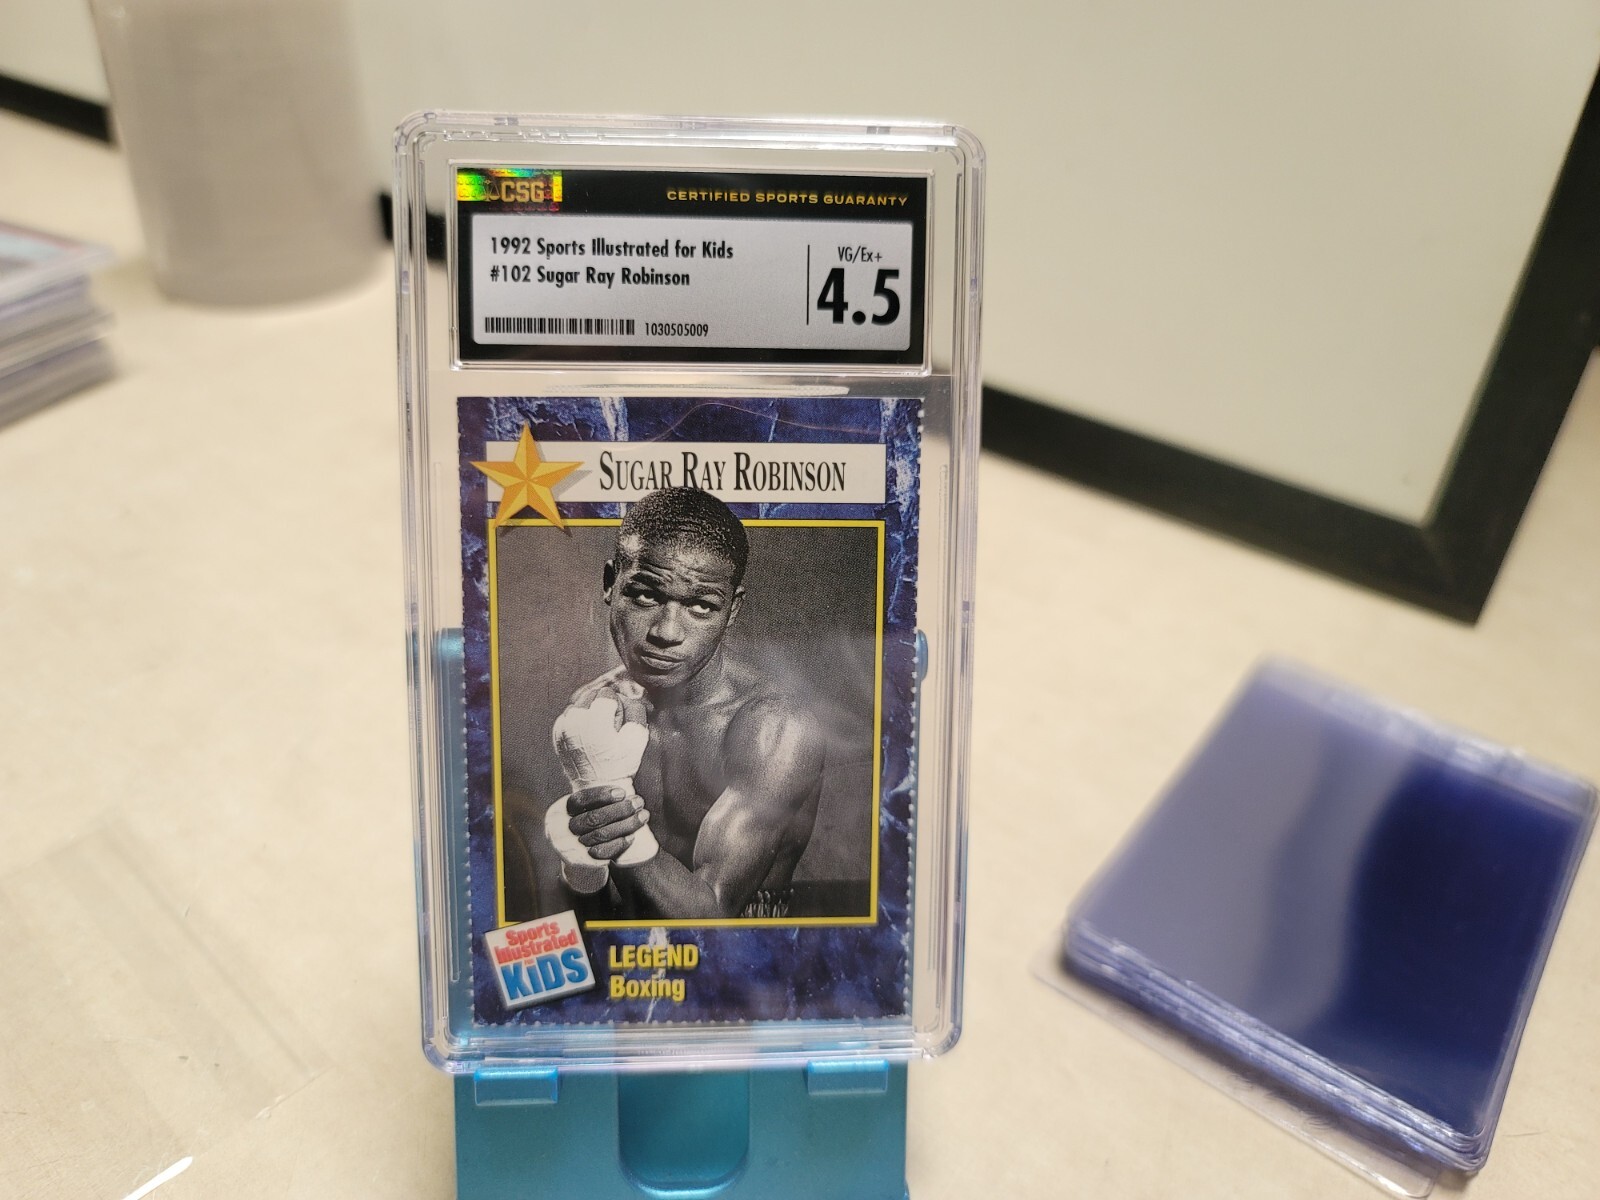 CSG
CERTIFIED SPORTS GUARANTY
1992 Sports Illustrated for Kids
#102 Sugar Ray Robinson
VG/Ex+
4.5
1030505009
SUGAR RAY ROBINSON
Sports
Illustrated
FOR
KIDS
LEGEND
Boxing